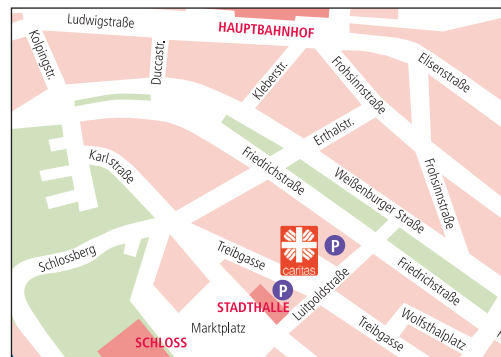 Ludwigstraße
HAUPTBAHNHOF
Kolpingstr.
Duccastr.
Kleberstr.
Frohsinnstraße
Elisenstraße
Erthalstr.
Karlstraße
Friedrichstraße
Weißenburger Straße
Frohsinnstraße
Schlossberg
Treibgasse
caritas
P
Friedrichstraße
P
STADTHALLE
Luitpoldstraße
Marktplatz
Wolfsthalplatz
Treibgasse
SCHLOSS